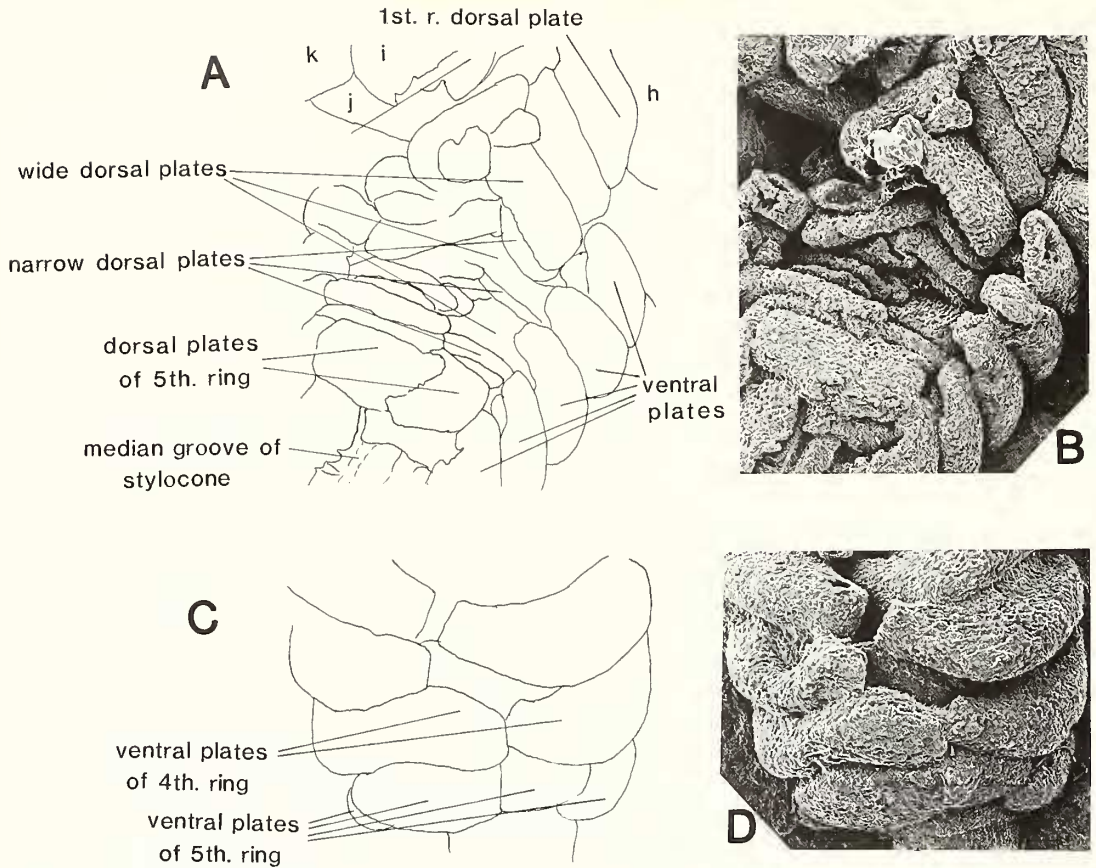 1st. r. dorsal plate
A
k
i
j
h
wide dorsal plates
narrow dorsal plates
dorsal plates
of 5th. ring
median groove of
stylocone
ventral
plates
B
C
ventral plates
of 4th. ring
ventral plates
of 5th. ring
D